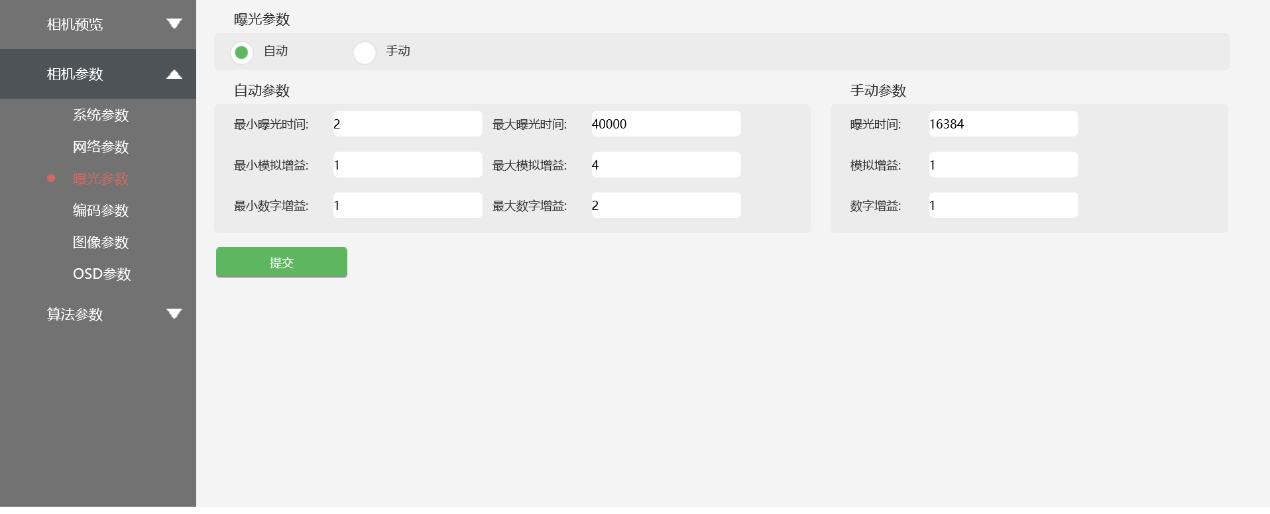 相机预览
相机参数
系统参数
网络参数
曝光参数
编码参数
图像参数
OSD参数
算法参数
曝光参数
自动 手动
自动参数
最小曝光时间: 2 最大曝光时间: 40000
最小模拟增益: 1 最大模拟增益: 4
最小数字增益: 1 最大数字增益: 2
手动参数
曝光时间: 16384
模拟增益: 1
数字增益: 1
提交